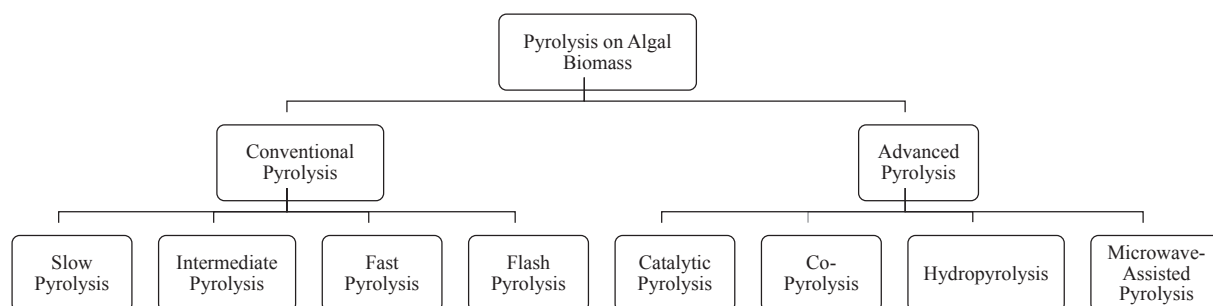 Pyrolysis on Algal
Biomass
Conventional
Pyrolysis
Advanced
Pyrolysis
Slow
Pyrolysis
Intermediate
Pyrolysis
Fast
Pyrolysis
Flash
Pyrolysis
Catalytic
Pyrolysis
Co-
Pyrolysis
Hydropyrolysis
Microwave-
Assisted
Pyrolysis